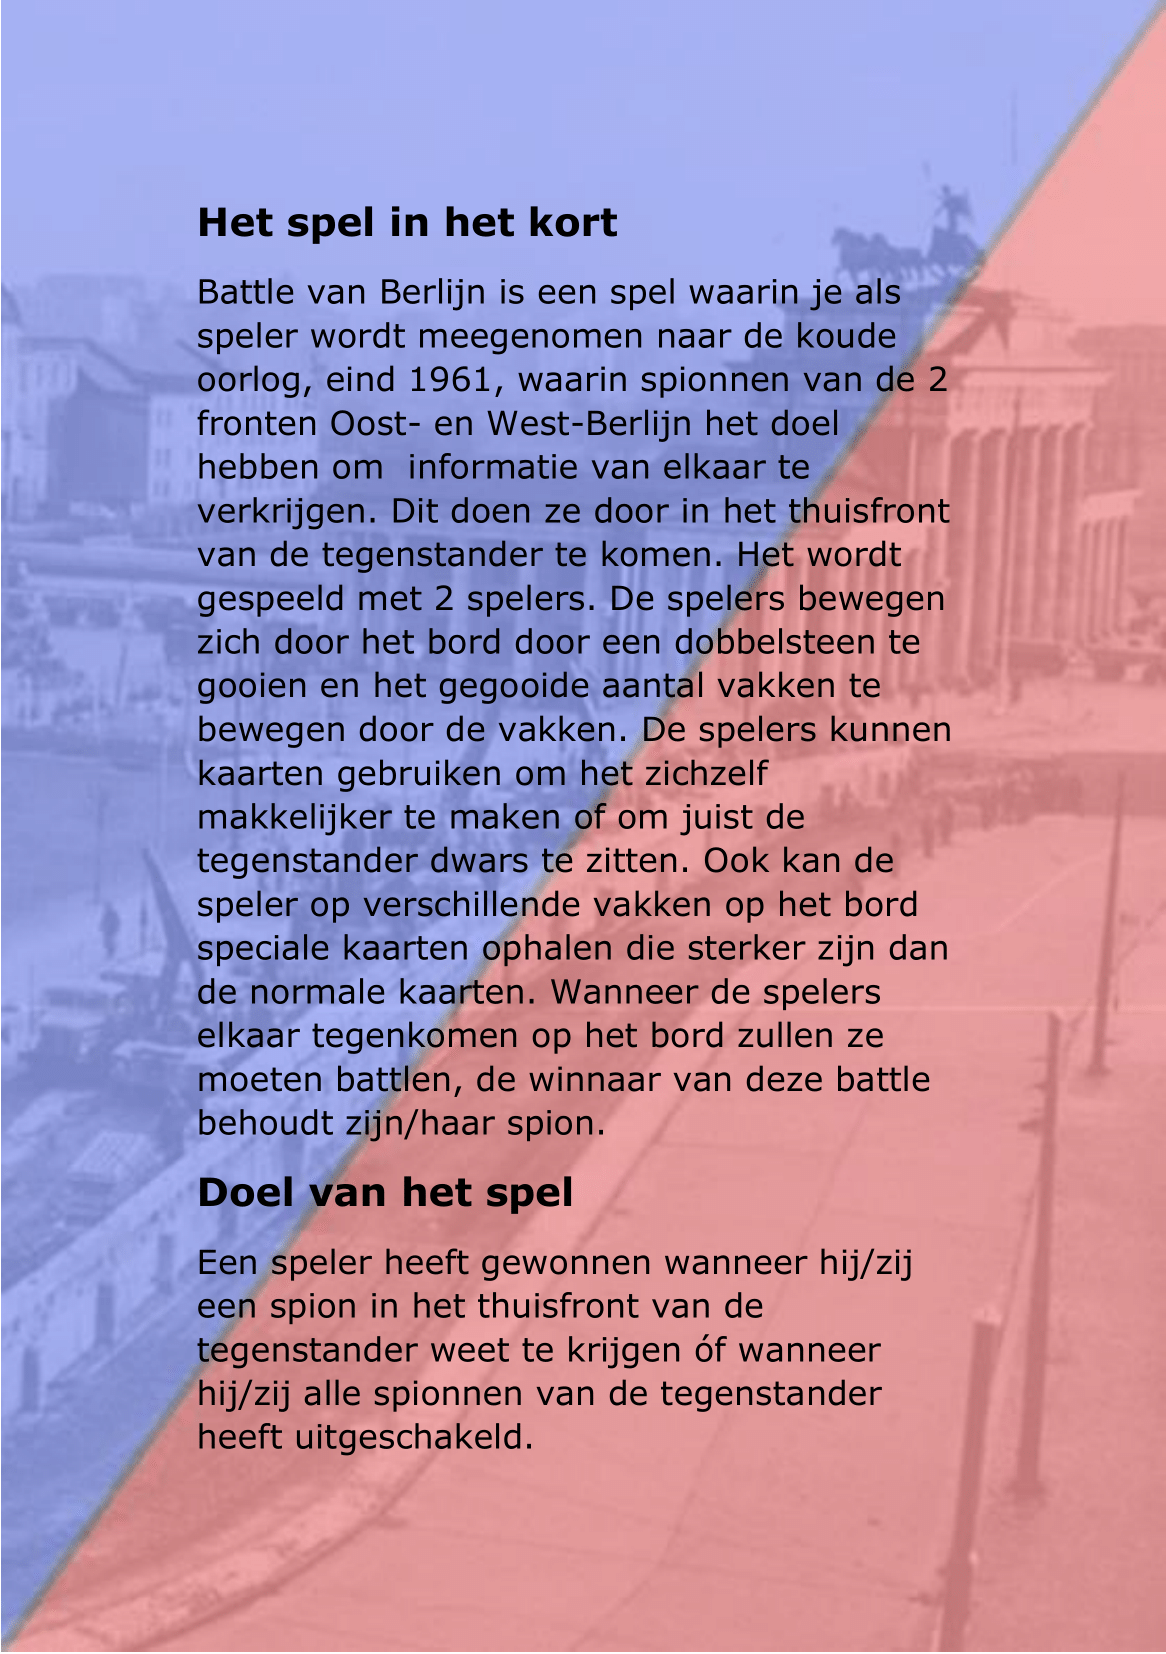 Het spel in het kort
Battle van Berlijn is een spel waarin je als
speler wordt meegenomen naar de koude
oorlog, eind 1961, waarin spionnen van de 2
fronten Oost- en West-Berlijn het doel
hebben om  informatie van elkaar te
verkrijgen. Dit doen ze door in het thuisfront
van de tegenstander te komen. Het wordt
gespeeld met 2 spelers. De spelers bewegen
zich door het bord door een dobbelsteen te
gooien en het gegooide aantal vakken te
bewegen door de vakken. De spelers kunnen
kaarten gebruiken om het zichzelf
makkelijker te maken of om juist de
tegenstander dwars te zitten. Ook kan de
speler op verschillende vakken op het bord
speciale kaarten ophalen die sterker zijn dan
de normale kaarten. Wanneer de spelers
elkaar tegenkomen op het bord zullen ze
moeten battlen, de winnaar van deze battle
behoudt zijn/haar spion.
Doel van het spel
Een speler heeft gewonnen wanneer hij/zij
een spion in het thuisfront van de
tegenstander weet te krijgen óf wanneer
hij/zij alle spionnen van de tegenstander
heeft uitgeschakeld.